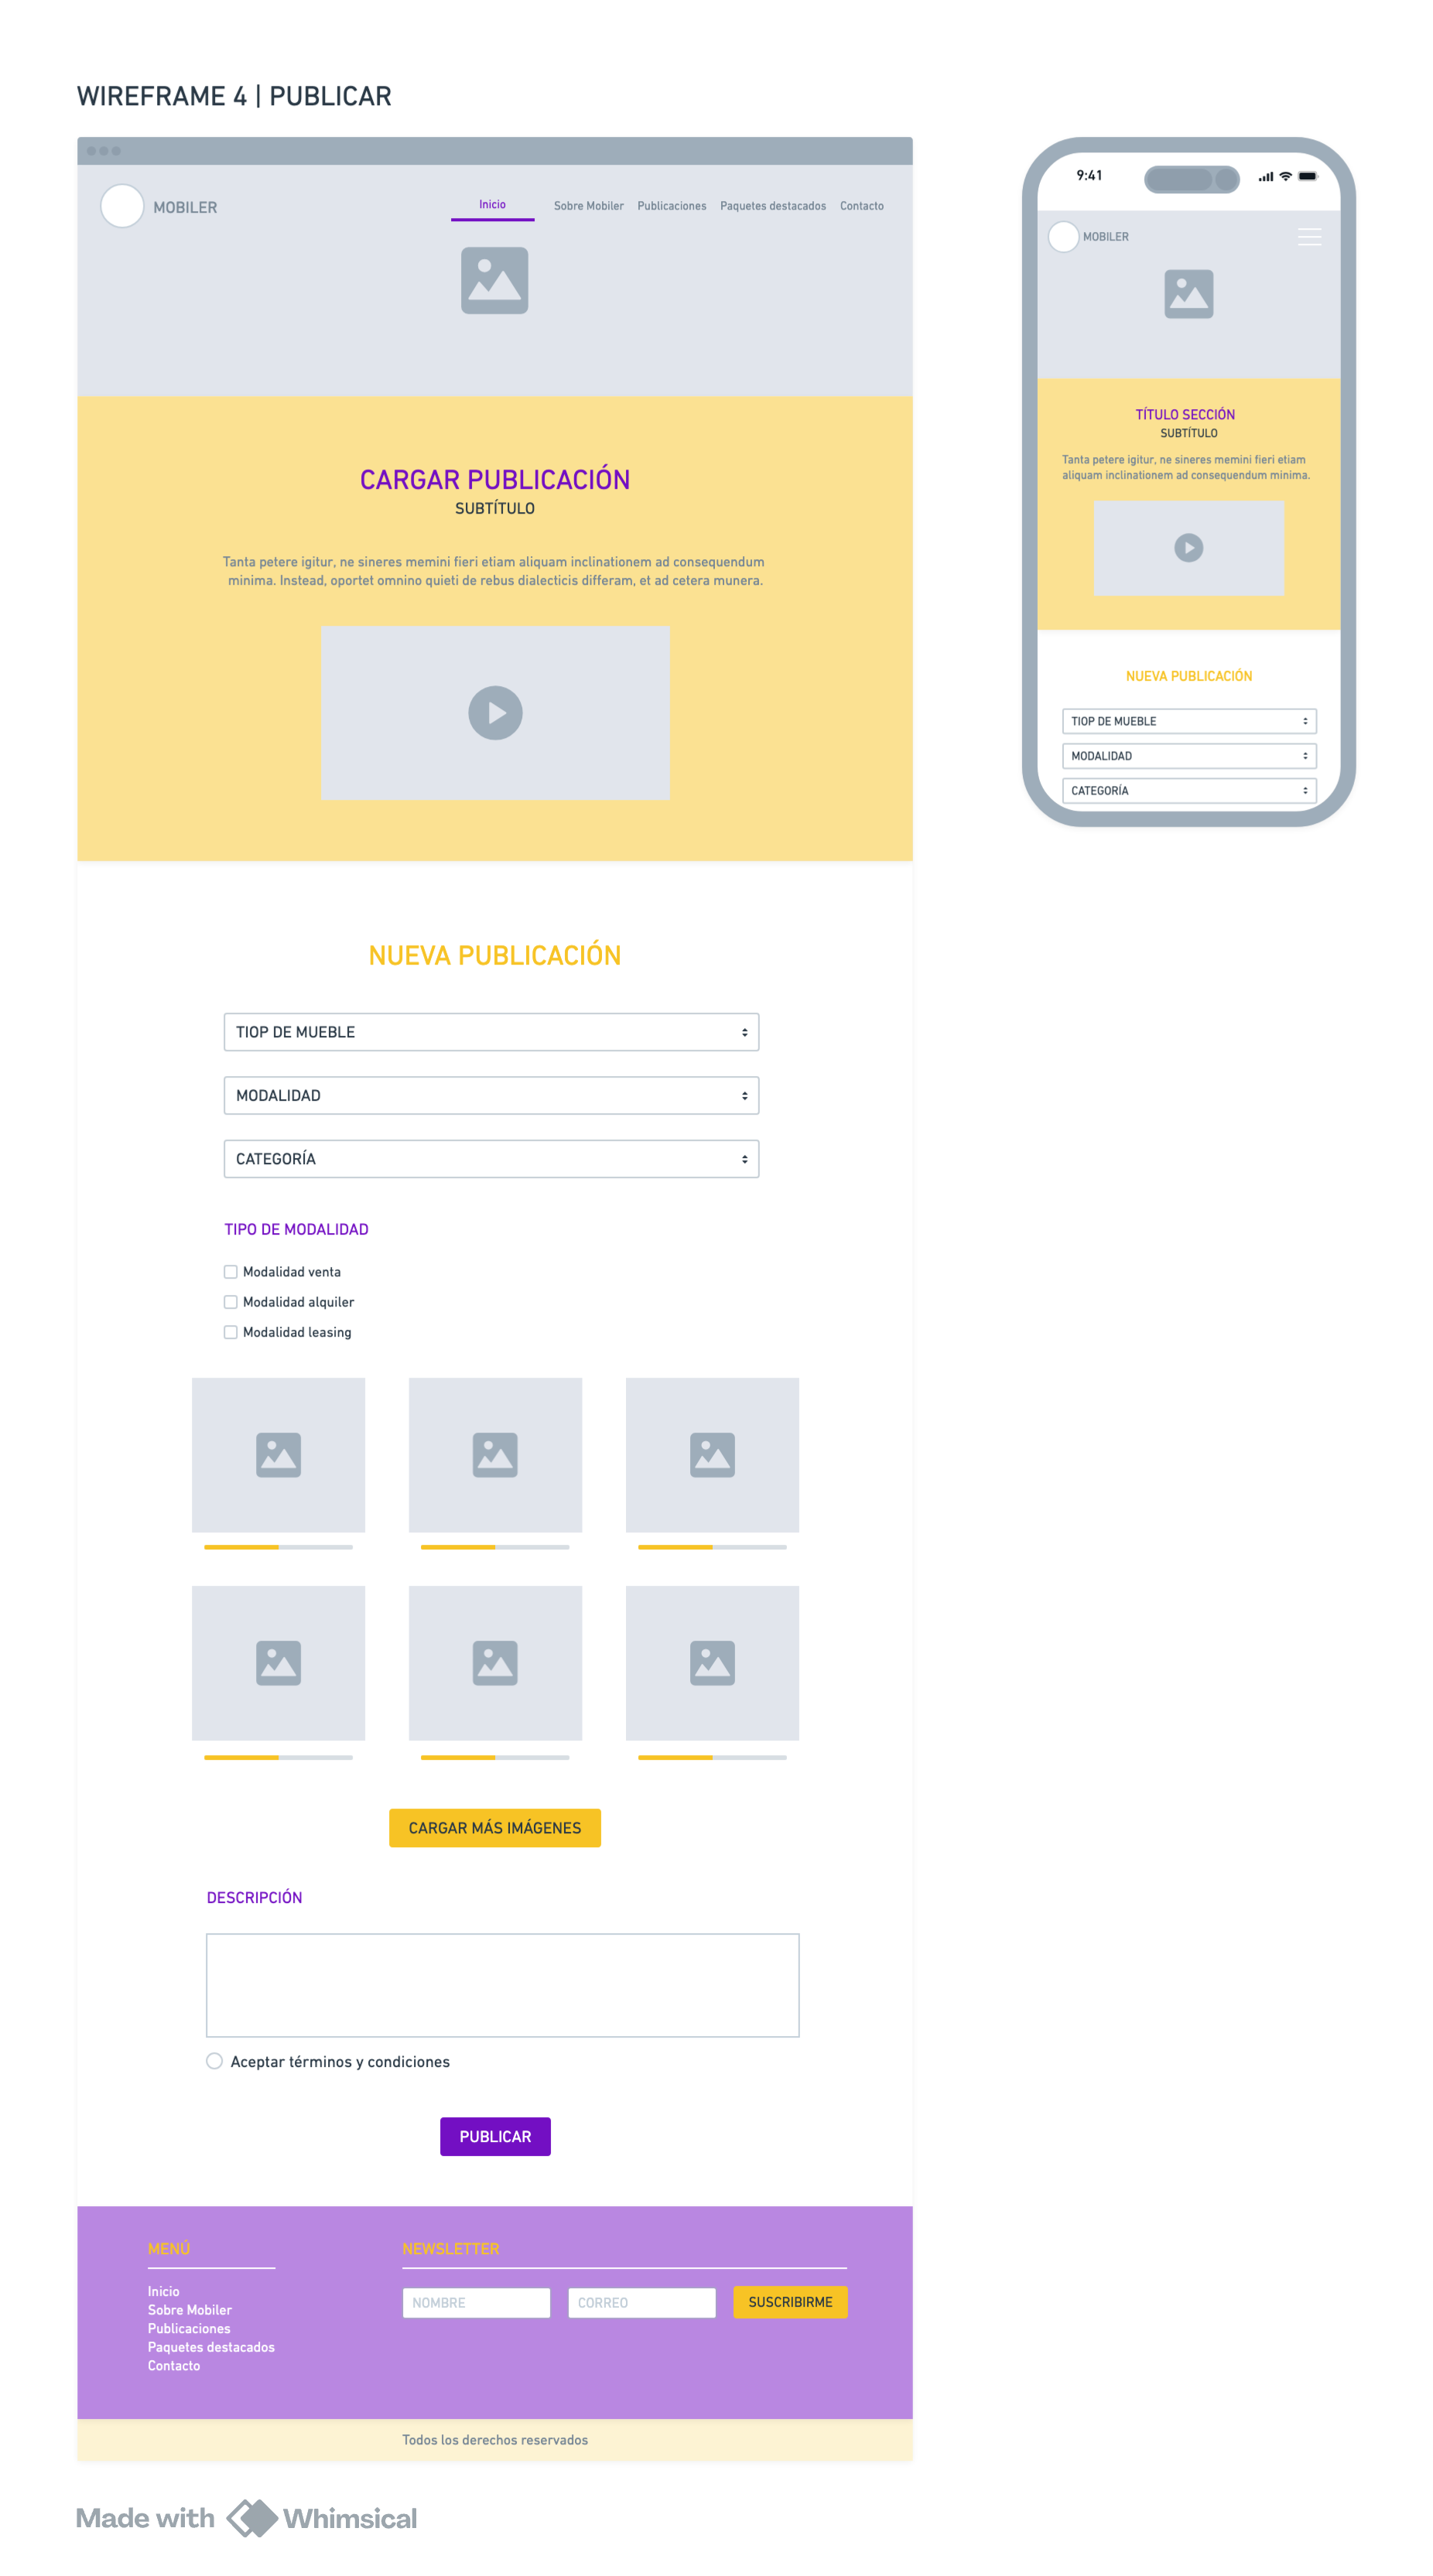 WIREFRAME 4 | PUBLICAR
MOBILER
Inicio
Sobre Mobiler
Publicaciones
Paquetes destacados
Contacto
CARGAR PUBLICACIÓN
SUBTÍTULO
Tanta petere igitur, ne sineres memini fieri etiam aliquam inclinationem ad consequendum
minima. Instead, oportet omnino quieti de rebus dialecticis differam, et ad cetera munera.
NUEVA PUBLICACIÓN
TIOP DE MUEBLE
MODALIDAD
CATEGORÍA
TIPO DE MODALIDAD
Modalidad venta
Modalidad alquiler
Modalidad leasing
CARGAR MÁS IMÁGENES
DESCRIPCIÓN
Aceptar términos y condiciones
PUBLICAR
MENÚ
Inicio
Sobre Mobiler
Publicaciones
Paquetes destacados
Contacto
NEWSLETTER
NOMBRE
CORREO
SUSCRIBIRME
Todos los derechos reservados
9:41
MOBILER
TÍTULO SECCIÓN
SUBTÍTULO
Tanta petere igitur, ne sineres memini fieri etiam
aliquam inclinationem ad consequendum minima.
NUEVA PUBLICACIÓN
TIOP DE MUEBLE
MODALIDAD
CATEGORÍA
Made with Whimsical